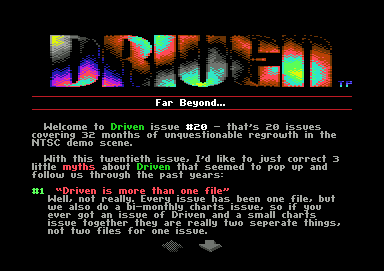 DRIVEN
TF
Far Beyond...
Welcome to Driven issue #20 - that's 20 issues
covering 32 months of unquestionable regrowth in the
NTSC demo scene.
With this twentieth issue, I'd like to just correct 3
little myths about Driven that seemed to pop up and
follow us through the past years:
#1 "Driven is more than one file"
Well, not really. Every issue has been one file, but
we also do a bi-monthly charts issue, so if you
ever got an issue of Driven and a small charts
issue together they are really two seperate things,
not two files for one issue.